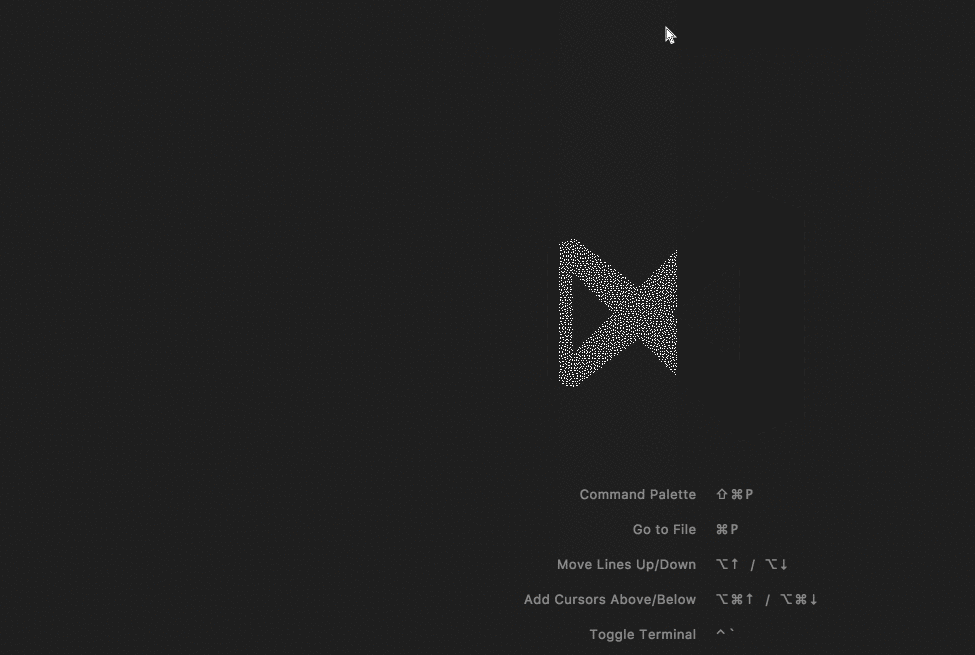 Command Palette ⇧⌘P
Go to File ⌘P
Move Lines Up/Down ⌥↑ / ⌥↓
Add Cursors Above/Below ⌥⌘↑ / ⌥⌘↓
Toggle Terminal ^`